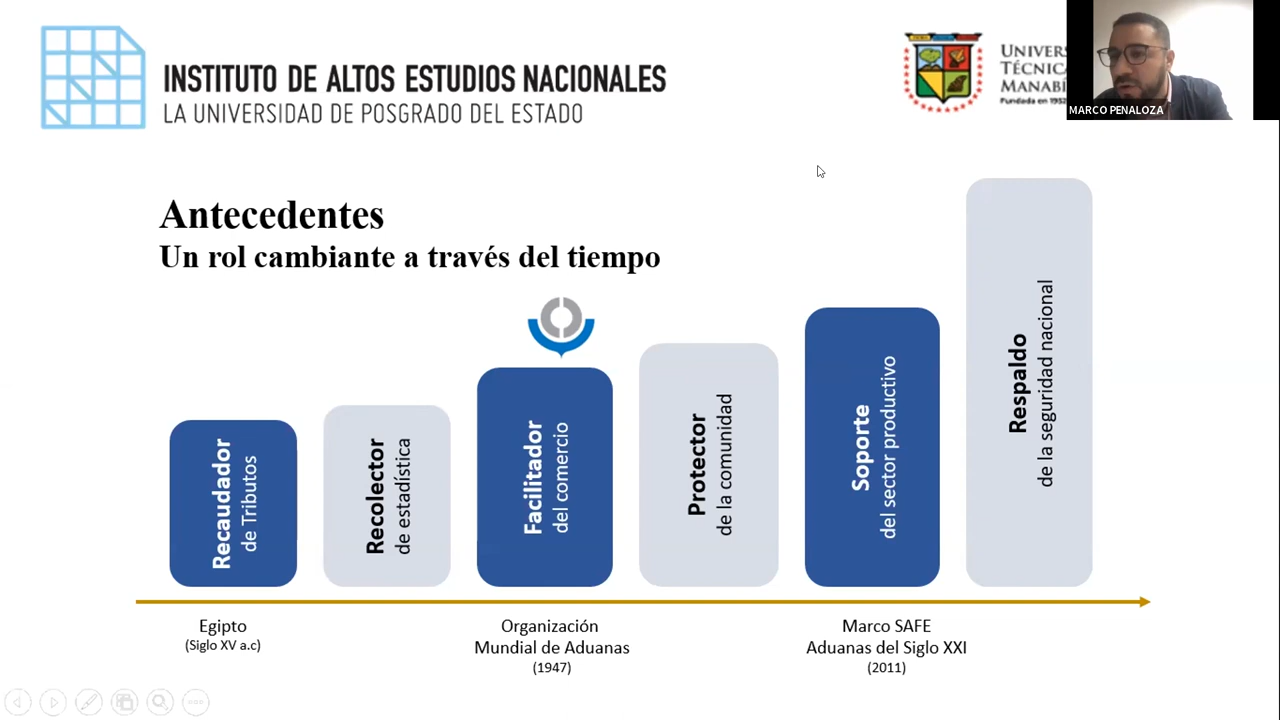 INSTITUTO DE ALTOS ESTUDIOS NACIONALES
LA UNIVERSIDAD DE POSGRADO DEL ESTADO
UNIVER
TÉCNICA
MANABÍ
Fundada en 1952
MARCO PENALOZA
Antecedentes
Un rol cambiante a través del tiempo
Recaudador
de Tributos
Recolector
de estadística
Facilitador
del comercio
Protector
de la comunidad
Soporte
del sector productivo
Respaldo
de la seguridad nacional
Egipto
(Siglo XV a.c)
Organización
Mundial de Aduanas
(1947)
Marco SAFE
Aduanas del Siglo XXI
(2011)